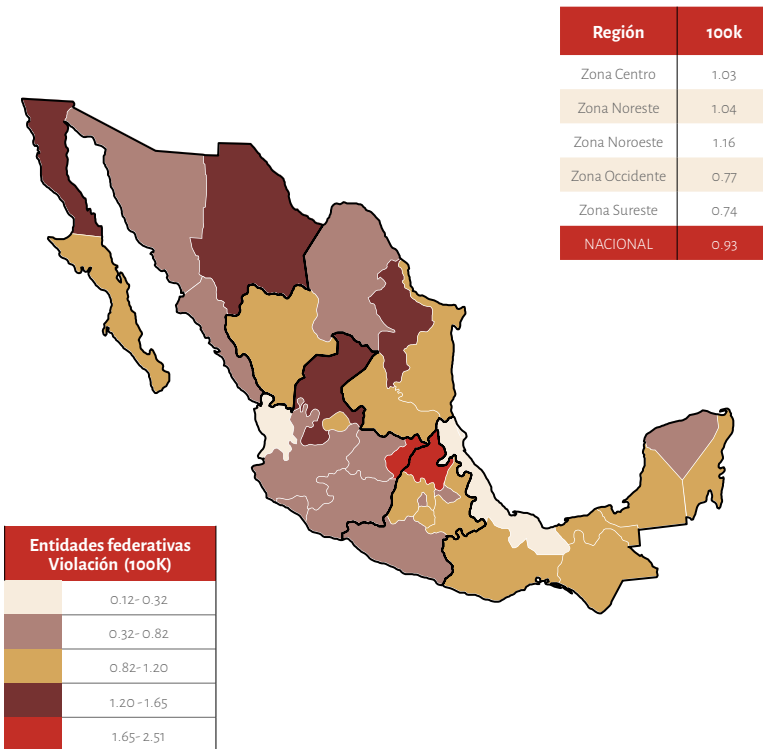 Región 100k
Zona Centro 1.03
Zona Noreste 1.04
Zona Noroeste 1.16
Zona Occidente 0.77
Zona Sureste 0.74
NACIONAL 0.93
Entidades federativas
Violación (100K)
0.12- 0.32
0.32- 0.82
0.82- 1.20
1.20 -1.65
1.65- 2.51